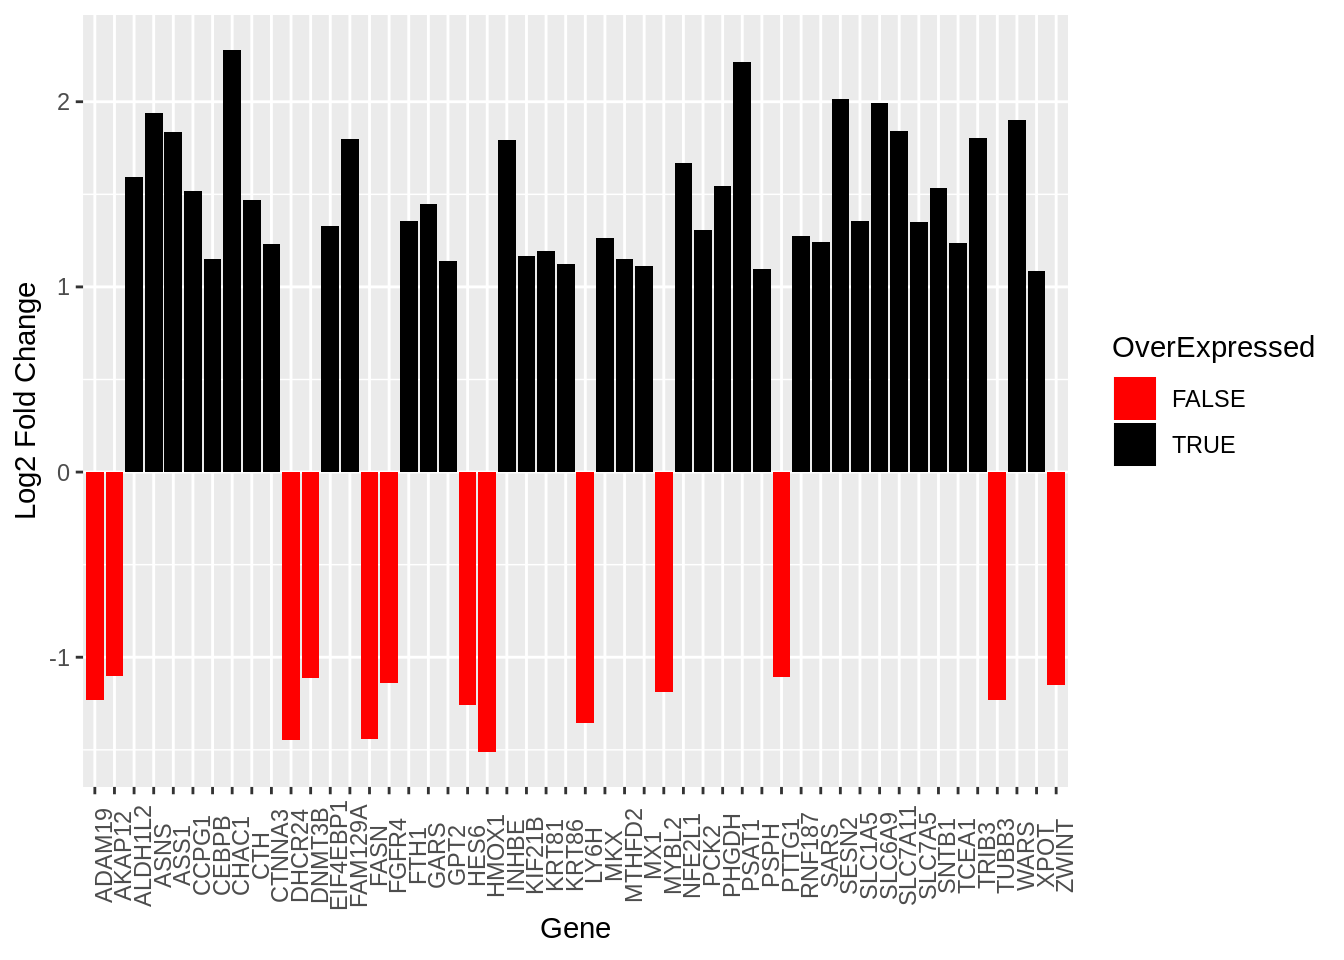 2
1
0
-1
Log2 Fold Change
ADAM19
AKAP12
ALDH1L2
ASNS
ASS1
CCPG1
CEBPB
CHAC1
CTH
CTNNA3
DHCR24
DNMT3B
EIF4EBP1
FAM129A
FASN
FGFR4
FTH1
GARS
GPT2
HES6
HMOX1
INHBE
KIF21B
KRT81
KRT86
LY6H
MKX
MTHFD2
MX1
MYBL2
NFE2L1
PCK2
PHGDH
PSAT1
PSPH
PTTG1
RNF187
SARS
SESN2
SLC1A5
SLC6A9
SLC7A11
SLC7A5
SNTB1
TCEA1
TRIB3
TUBB3
WARS
XPOT
ZWINT
Gene
OverExpressed
FALSE
TRUE